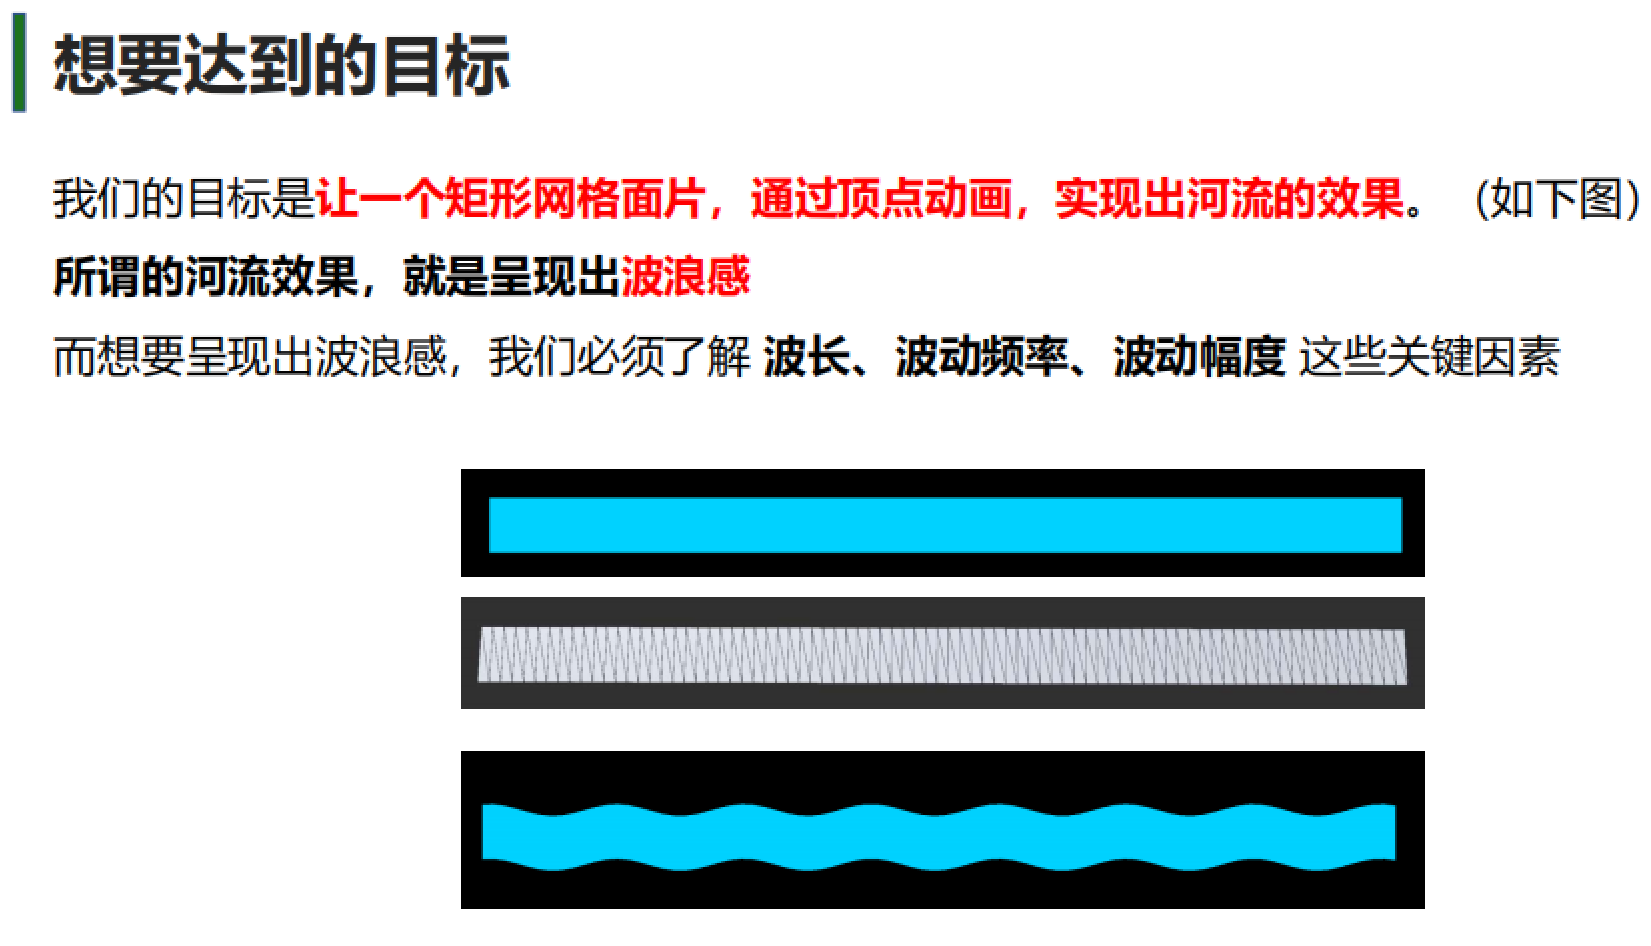 想要达到的目标
我们的目标是让一个矩形网格面片，通过顶点动画，实现出河流的效果。（如下图）
所谓的河流效果，就是呈现出波浪感
而想要呈现出波浪感，我们必须了解 波长、波动频率、波动幅度 这些关键因素